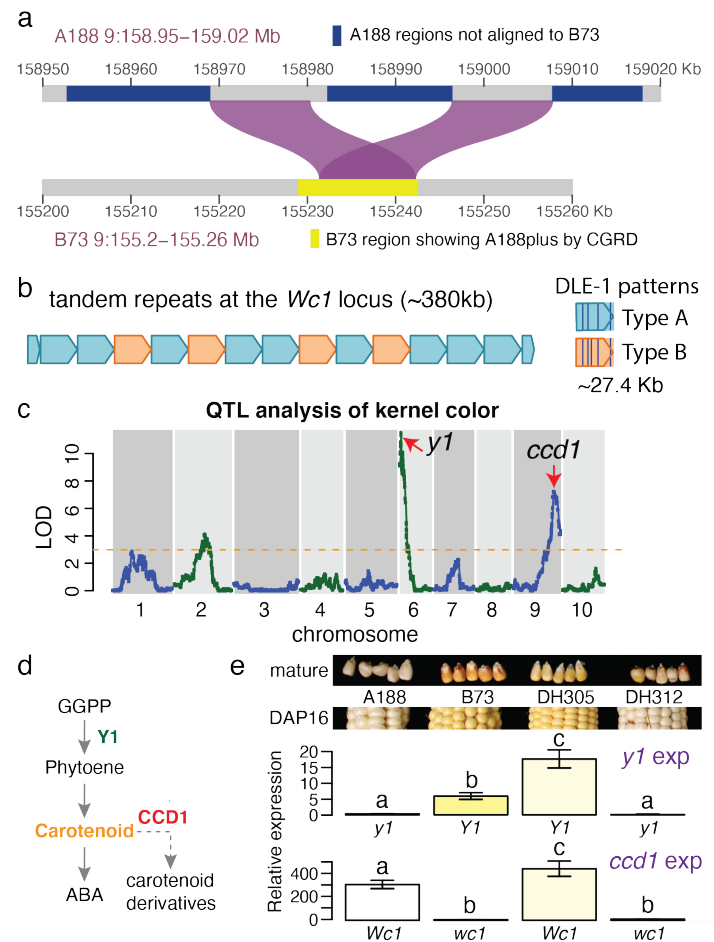 a
A188 9:158.95−159.02 Mb
A188 regions not aligned to B73
158950 158960 158970 158980 158990 159000 159010 159020 Kb
155200 155210 155220 155230 155240 155250 155260 Kb
B73 9:155.2−155.26 Mb
B73 region showing A188plus by CGRD
b
tandem repeats at the Wc1 locus (~380kb)
DLE-1 patterns
Type A
Type B
~27.4 Kb
c
QTL analysis of kernel color
y1
ccd1
LOD
0 2 4 6 8 10
1 2 3 4 5 6 7 8 9 10
chromosome
d
GGPP
Y1
Phytoene
CCD1
Carotenoid
ABA
carotenoid
derivatives
e
mature
A188 B73 DH305 DH312
DAP16
Relative expression
20
15
10
5
0
y1 exp
a b c a
y1 Y1 Y1 y1
400
200
0
ccd1 exp
a b c b
Wc1 wc1 Wc1 wc1